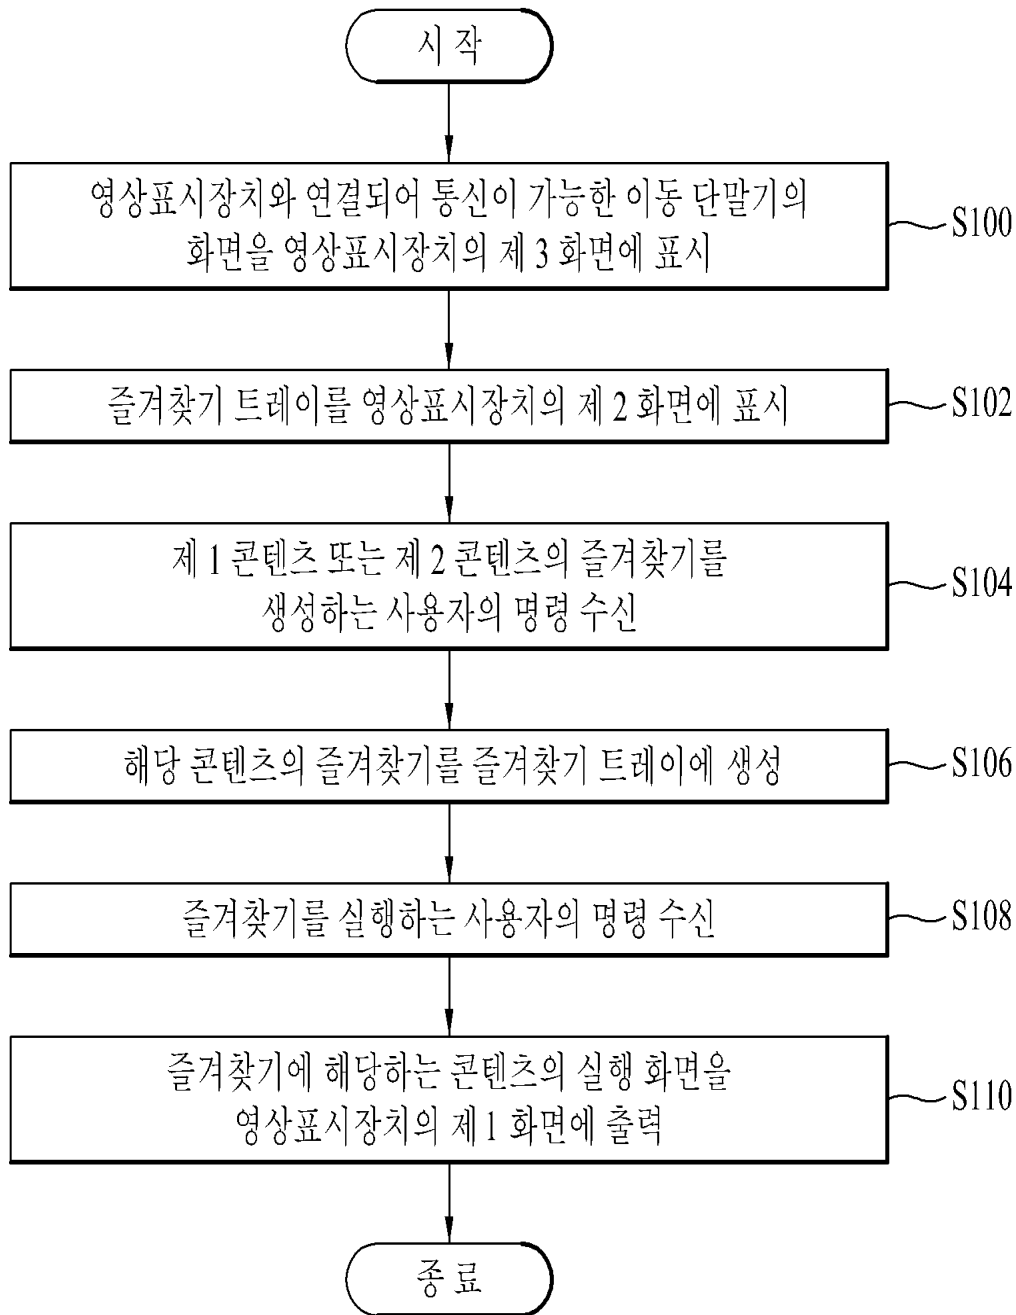 시 작
영상표시장치와 연결되어 통신이 가능한 이동 단말기의
화면을 영상표시장치의 제 3 화면에 표시
S100
즐겨찾기 트레이를 영상표시장치의 제 2 화면에 표시
S102
제 1 콘텐츠 또는 제 2 콘텐츠의 즐겨찾기를
생성하는 사용자의 명령 수신
S104
해당 콘텐츠의 즐겨찾기를 즐겨찾기 트레이에 생성
S106
즐겨찾기를 실행하는 사용자의 명령 수신
S108
즐겨찾기에 해당하는 콘텐츠의 실행 화면을
영상표시장치의 제 1 화면에 출력
S110
종 료